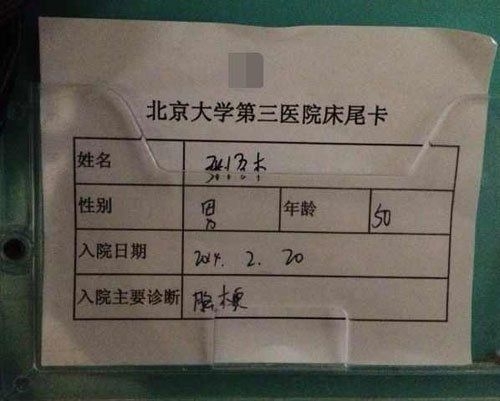 北京大学第三医院床尾卡
姓名
性别 男 年龄 50
入院日期 2014. 2. 20
入院主要诊断 脑梗